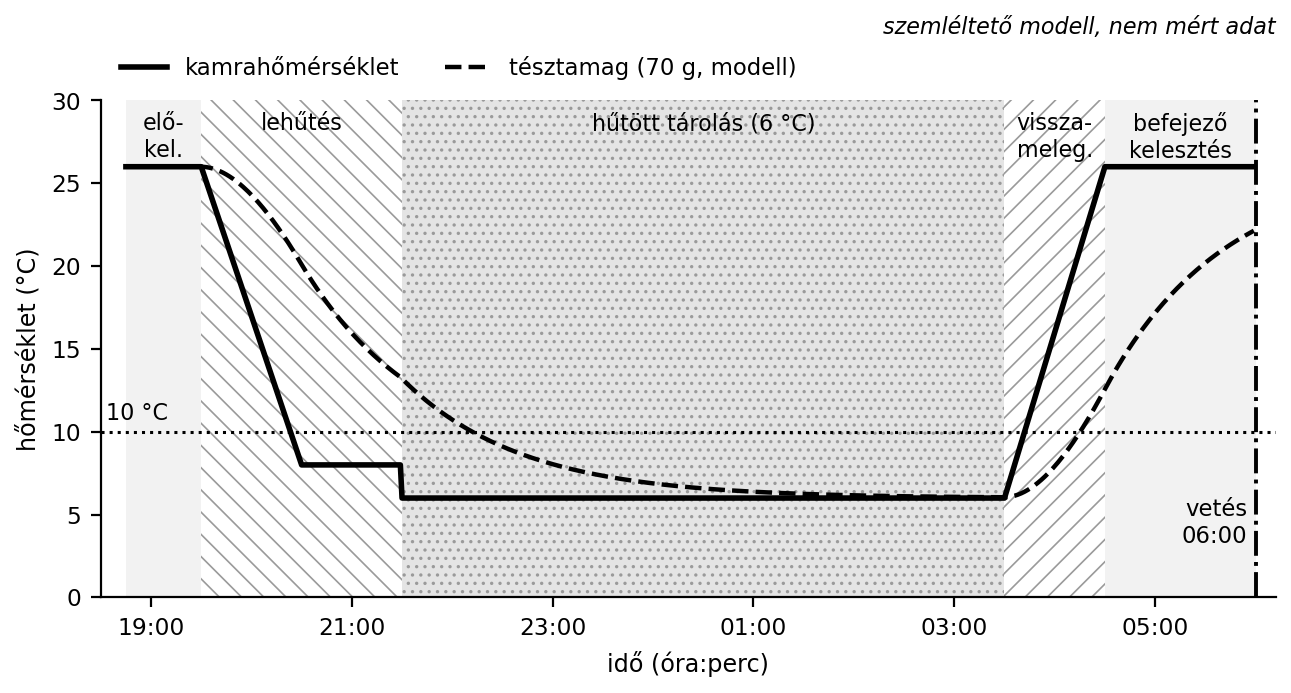 szemléltető modell, nem mért adat
kamrahőmérséklet
tésztamag (70 g, modell)
elő-
kel.
lehűtés
hűtött tárolás (6 °C)
vissza-
meleg.
befejező
kelesztés
30
25
20
15
10
5
0
hőmérséklet (°C)
10 °C
vetés
06:00
19:00
21:00
23:00
01:00
03:00
05:00
idő (óra:perc)